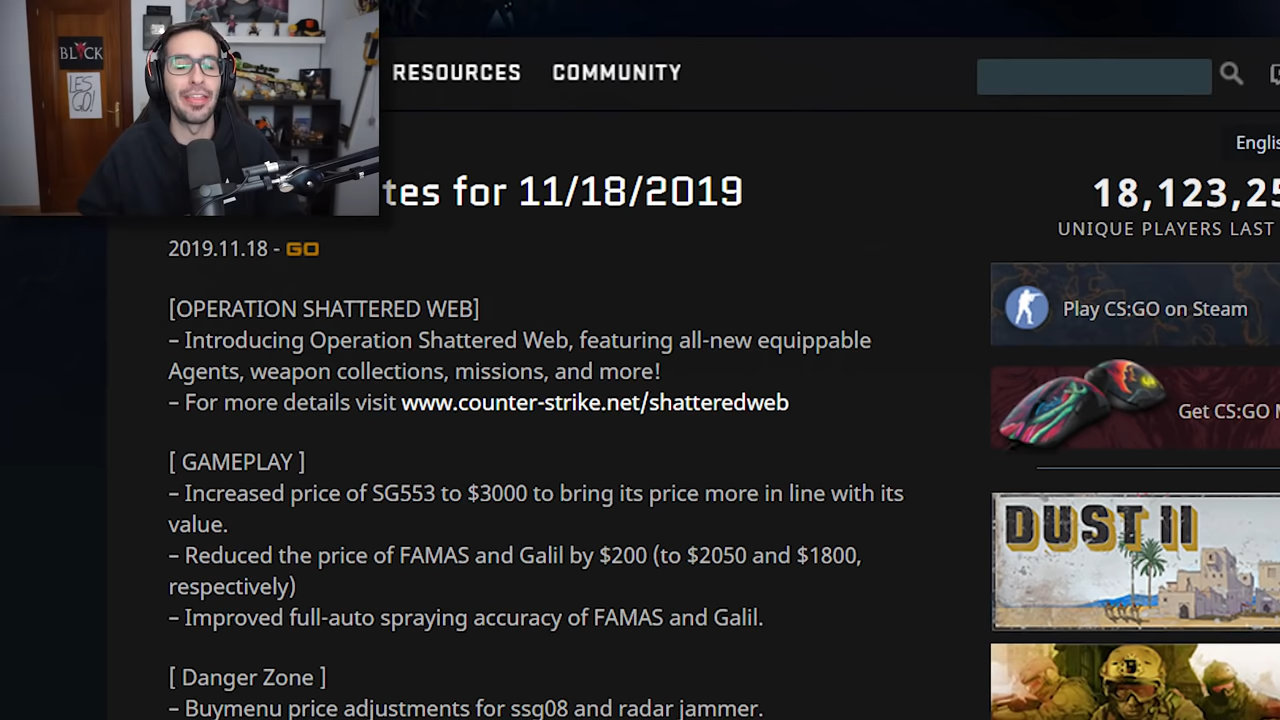 BLACK
LES
GO!
RESOURCES COMMUNITY
tes for 11/18/2019
2019.11.18 - GO
[OPERATION SHATTERED WEB]
– Introducing Operation Shattered Web, featuring all-new equippable
Agents, weapon collections, missions, and more!
– For more details visit www.counter-strike.net/shatteredweb
[ GAMEPLAY ]
– Increased price of SG553 to $3000 to bring its price more in line with its
value.
– Reduced the price of FAMAS and Galil by $200 (to $2050 and $1800,
respectively)
– Improved full-auto spraying accuracy of FAMAS and Galil.
[ Danger Zone ]
– Buymenu price adjustments for ssg08 and radar jammer.
Englis
18,123,25
UNIQUE PLAYERS LAST
Play CS:GO on Steam
Get CS:GO
DUST II